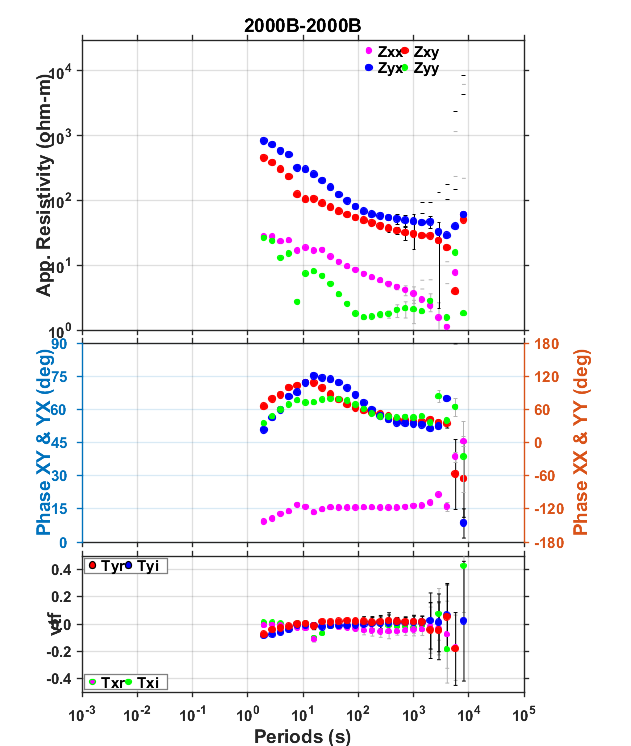 2000B-2000B
Zxx Zxy
Zyx Zyy
App. Resistivity (ohm-m)
10^4
10^3
10^2
10^1
10^0
Phase XY & YX (deg)
90
75
60
45
30
15
0
Phase XX & YY (deg)
180
120
60
0
-60
-120
-180
vtf
0.4
0.2
0.0
-0.2
-0.4
Tyr Tyi
Txr Txi
10^-3 10^-2 10^-1 10^0 10^1 10^2 10^3 10^4 10^5
Periods (s)